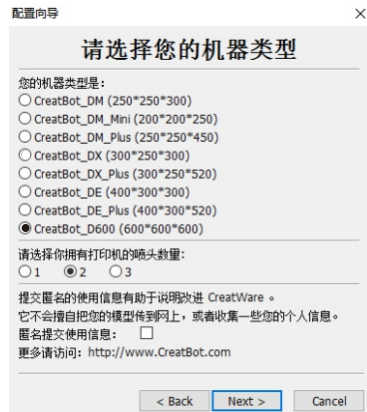 配置向导
请选择您的机器类型
您的机器类型是:
CreatBot_DM (250*250*300)
CreatBot_DM_Mini (200*200*250)
CreatBot_DM_Plus (250*250*450)
CreatBot_DX (300*250*300)
CreatBot_DX_Plus (300*250*520)
CreatBot_DE (400*300*300)
CreatBot_DE_Plus (400*300*520)
CreatBot_D600 (600*600*600)
请选择你拥有打印机的喷头数量:
1 2 3
提交匿名的使用信息有助于说明改进 CreatWare 。
它不会擅自把您的模型传到网上，或者收集一些您的个人信息。
匿名提交使用信息:
更多请访问: http://www.CreatBot.com
< Back Next > Cancel